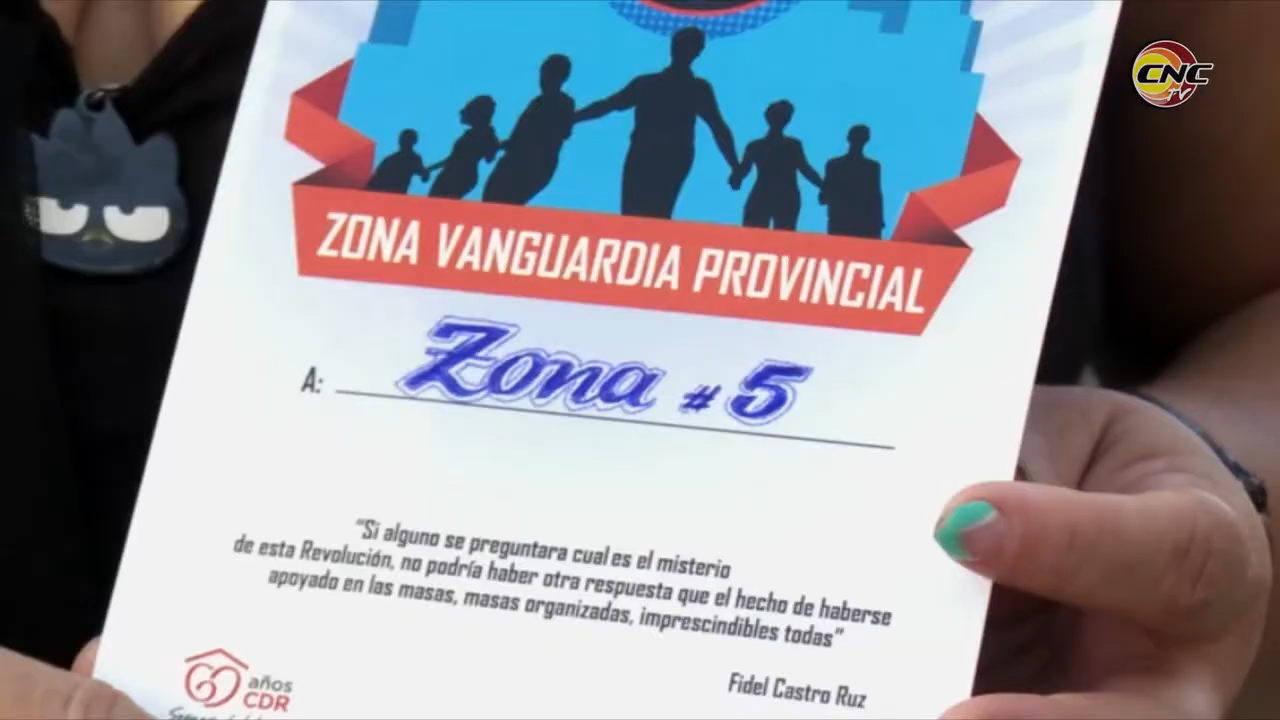 CNC
TV
ZONA VANGUARDIA PROVINCIAL
A: Zona # 5
“Si alguno se preguntara cual es el misterio
de esta Revolución, no podría haber otra respuesta que el hecho de haberse
apoyado en las masas, masas organizadas, imprescindibles todas”
Fidel Castro Ruz
60 años
CDR